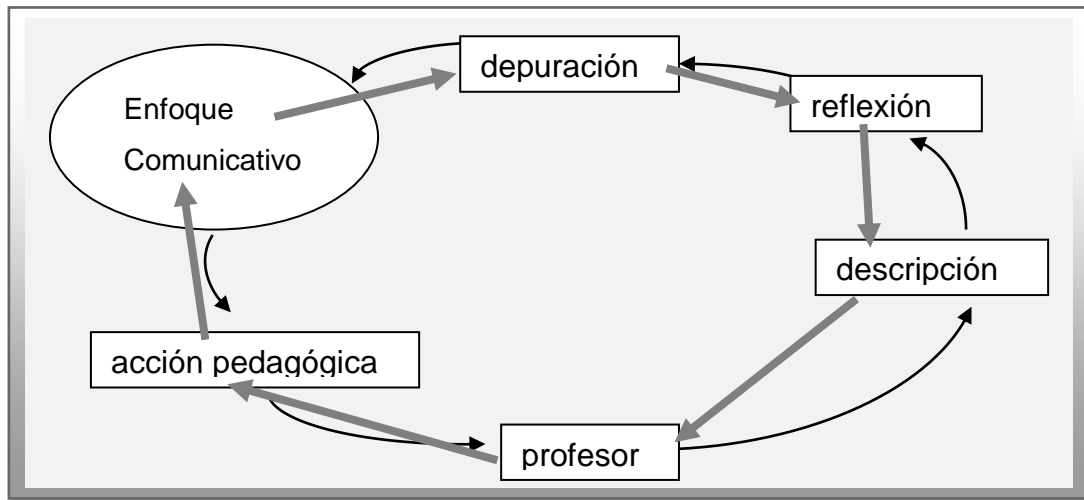 depuración
Enfoque
Comunicativo
reflexión
descripción
acción pedagógica
profesor